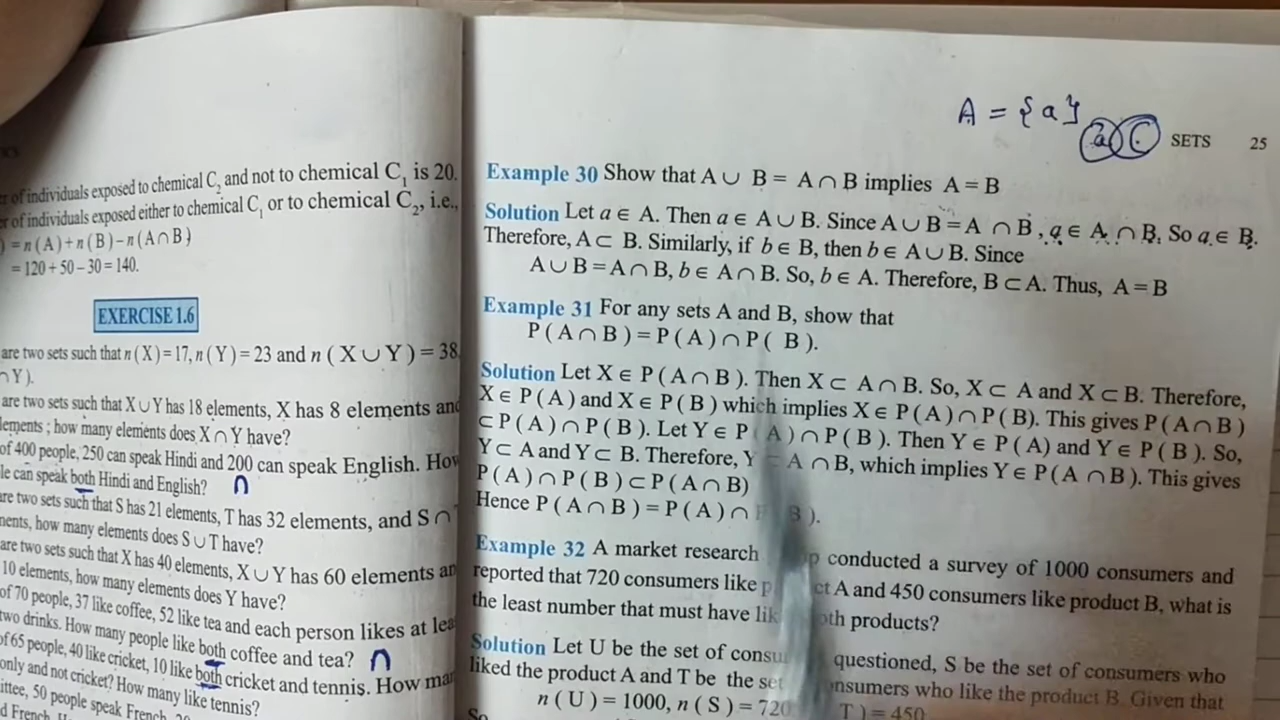 of individuals exposed to chemical C₂ and not to chemical C₁ is 20.
of individuals exposed either to chemical C₁ or to chemical C₂, i.e.,
= n (A) + n (B) – n (A ∩ B)
= 120 + 50 – 30 = 140.
EXERCISE 1.6
are two sets such that n (X) = 17, n (Y) = 23 and n ( X ∪ Y ) = 38
∩ Y).
are two sets such that X ∪ Y has 18 elements, X has 8 elements and
how many elements does X ∩ Y have?
of 400 people, 250 can speak Hindi and 200 can speak English. How
can speak both Hindi and English? ∩
two sets such that S has 21 elements, T has 32 elements, and S ∩
how many elements does S ∪ T have?
are two sets such that X has 40 elements, X ∪ Y has 60 elements
10 elements, how many elements does Y have?
of 70 people, 37 like coffee, 52 like tea and each person likes at
two drinks. How many people like both coffee and tea? ∩
of 65 people, 40 like cricket, 10 like both cricket and tennis. How
only and not cricket? How many like tennis?
50 people speak French,
A = {a}
a
SETS 25
Example 30 Show that A ∪ B = A ∩ B implies A = B
Solution Let a ∈ A. Then a ∈ A ∪ B. Since A ∪ B = A ∩ B , a ∈ A ∩ B. So a ∈ B.
Therefore, A ⊂ B. Similarly, if b ∈ B, then b ∈ A ∪ B. Since
A ∪ B = A ∩ B, b ∈ A ∩ B. So, b ∈ A. Therefore, B ⊂ A. Thus, A = B
Example 31 For any sets A and B, show that
P ( A ∩ B ) = P ( A ) ∩ P ( B ).
Solution Let X ∈ P ( A ∩ B ). Then X ⊂ A ∩ B. So, X ⊂ A and X ⊂ B. Therefore,
X ∈ P ( A ) and X ∈ P ( B ) which implies X ∈ P ( A ) ∩ P ( B). This gives P ( A ∩ B )
⊂ P ( A ) ∩ P ( B ). Let Y ∈ P ( A ) ∩ P ( B ). Then Y ∈ P ( A) and Y ∈ P ( B ). So,
Y ⊂ A and Y ⊂ B. Therefore, Y ⊂ A ∩ B, which implies Y ∈ P ( A ∩ B ). This gives
P ( A ) ∩ P ( B ) ⊂ P ( A ∩ B)
Hence P ( A ∩ B ) = P ( A ) ∩ P ( B ).
Example 32 A market research conducted a survey of 1000 consumers and
reported that 720 consumers like A and 450 consumers like product B, what is
the least number that must have products?
Solution Let U be the set of questioned, S be the set of consumers who
liked the product A and T be the who like the product B. Given that
n ( U ) = 1000, n ( S ) = 720 T ) = 450
So